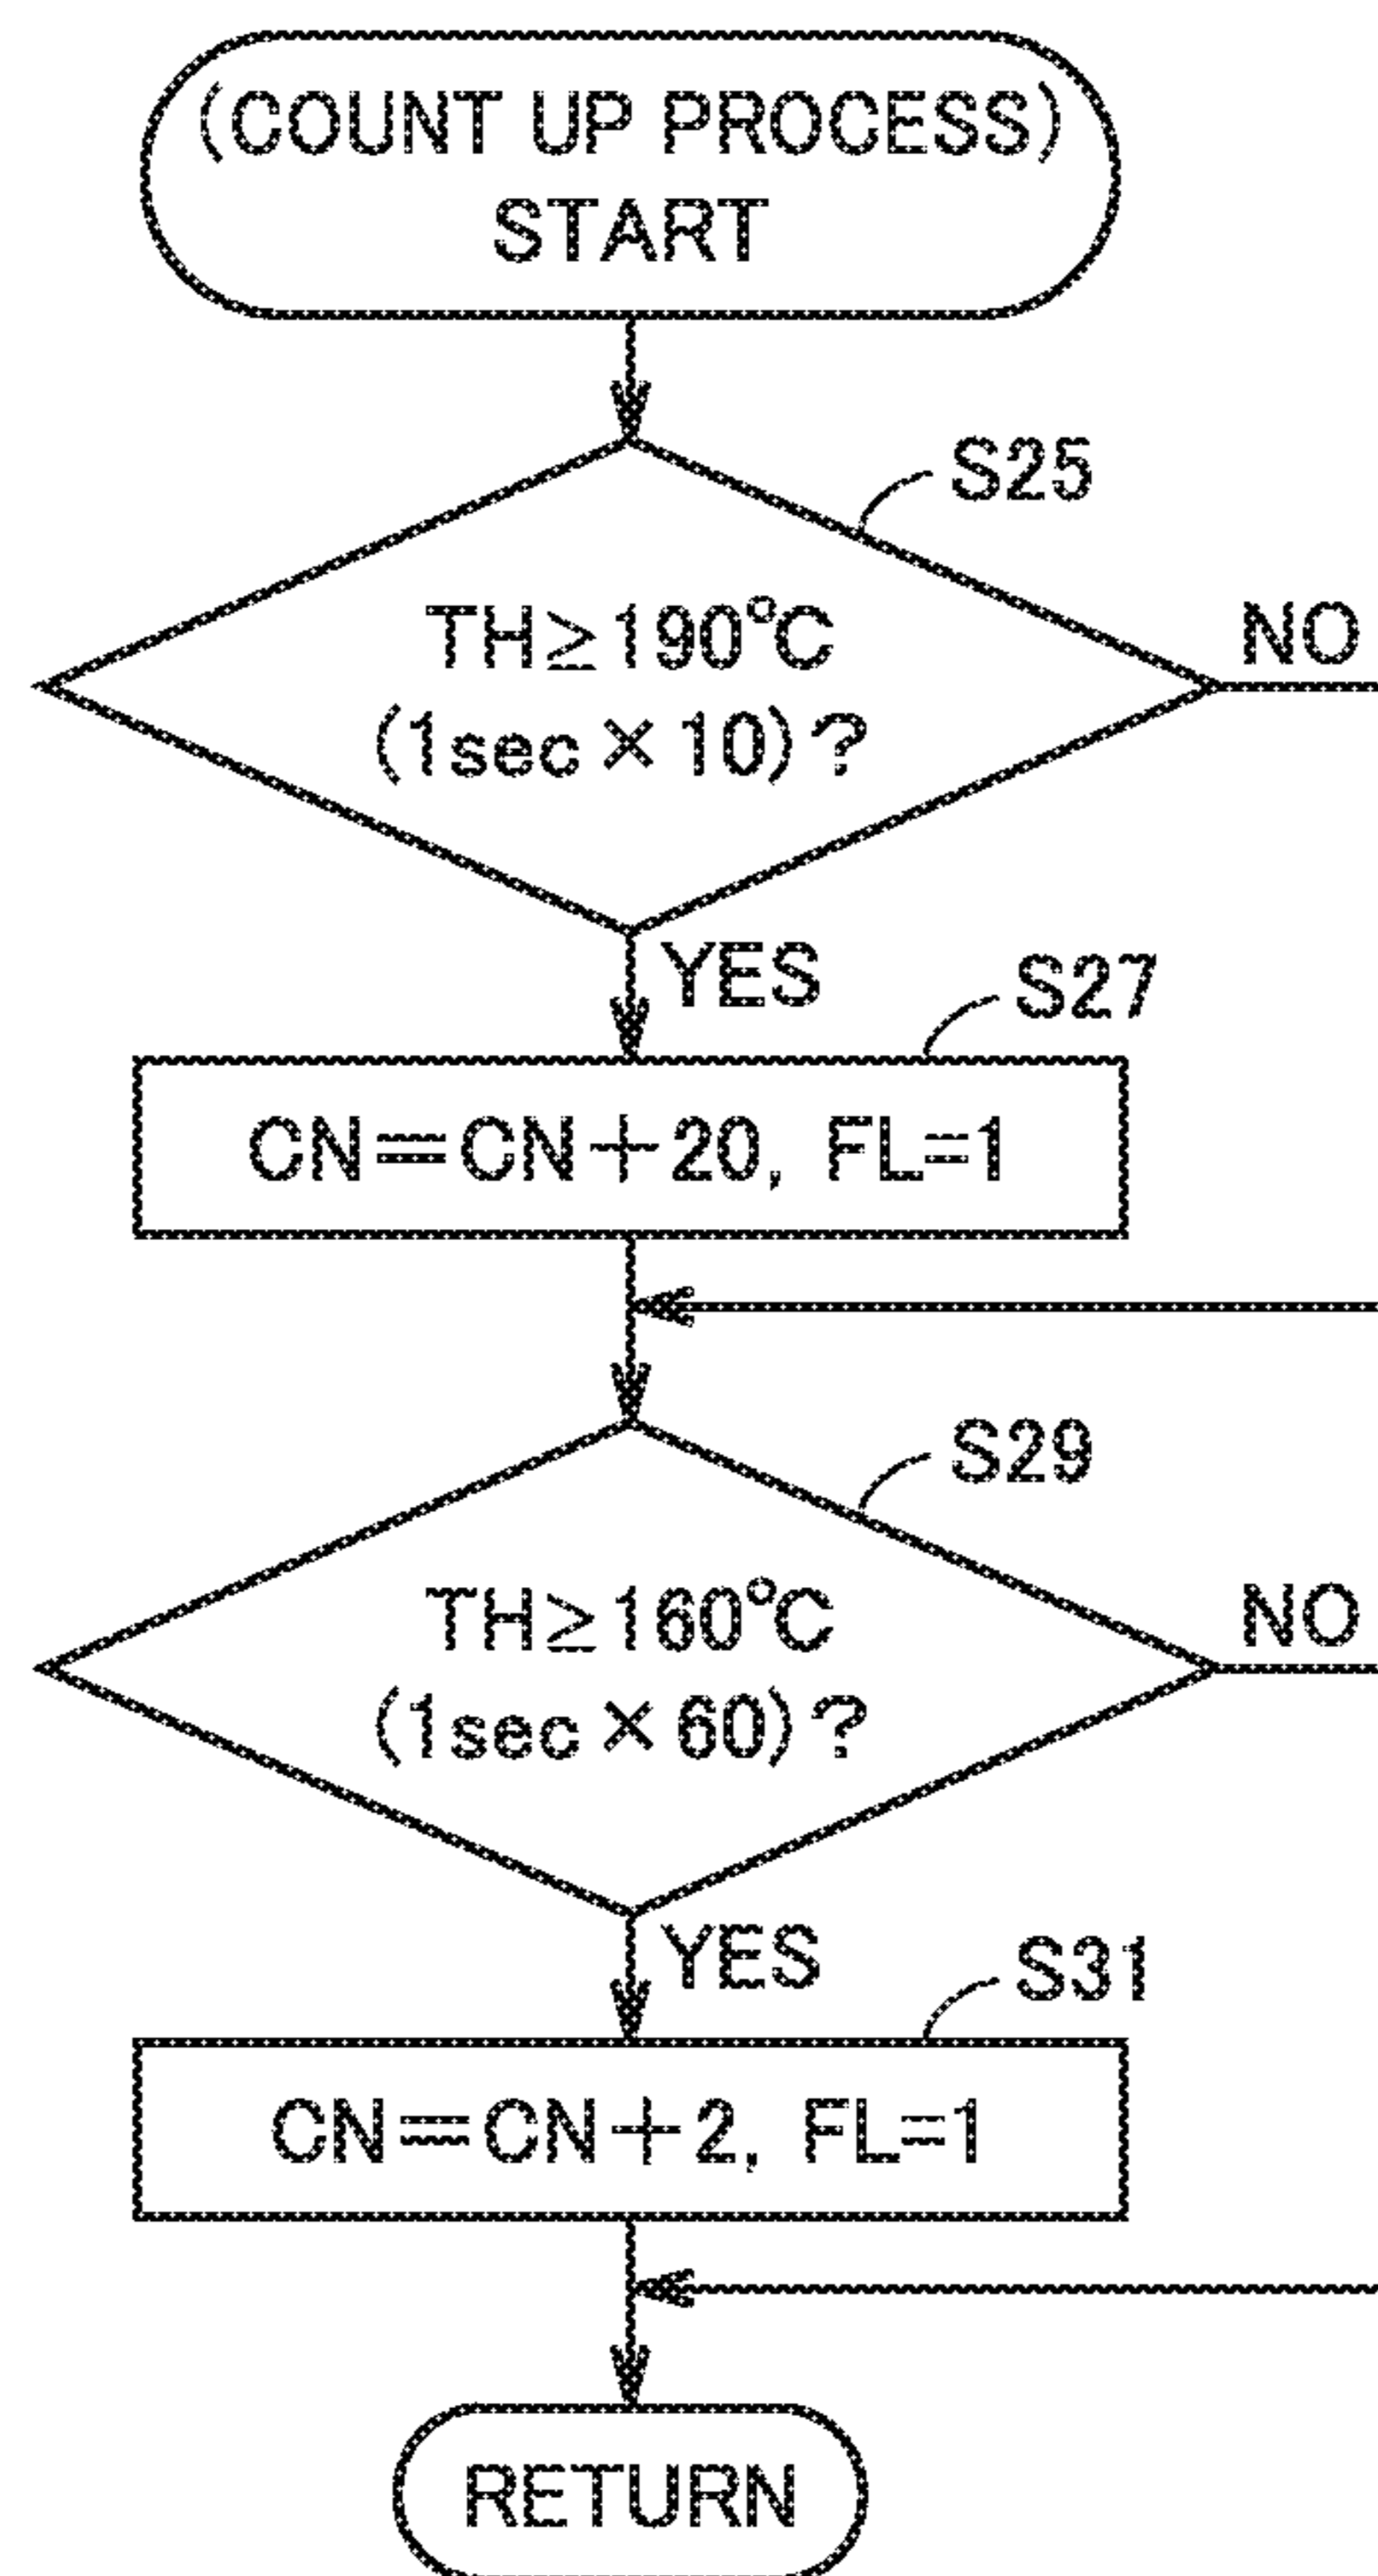 (COUNT UP PROCESS)
START
S25
TH≧190℃
(1sec×10)?
NO
YES
S27
CN=CN+20, FL=1
S29
TH≧160℃
(1sec×60)?
NO
YES
S31
CN=CN+2, FL=1
RETURN